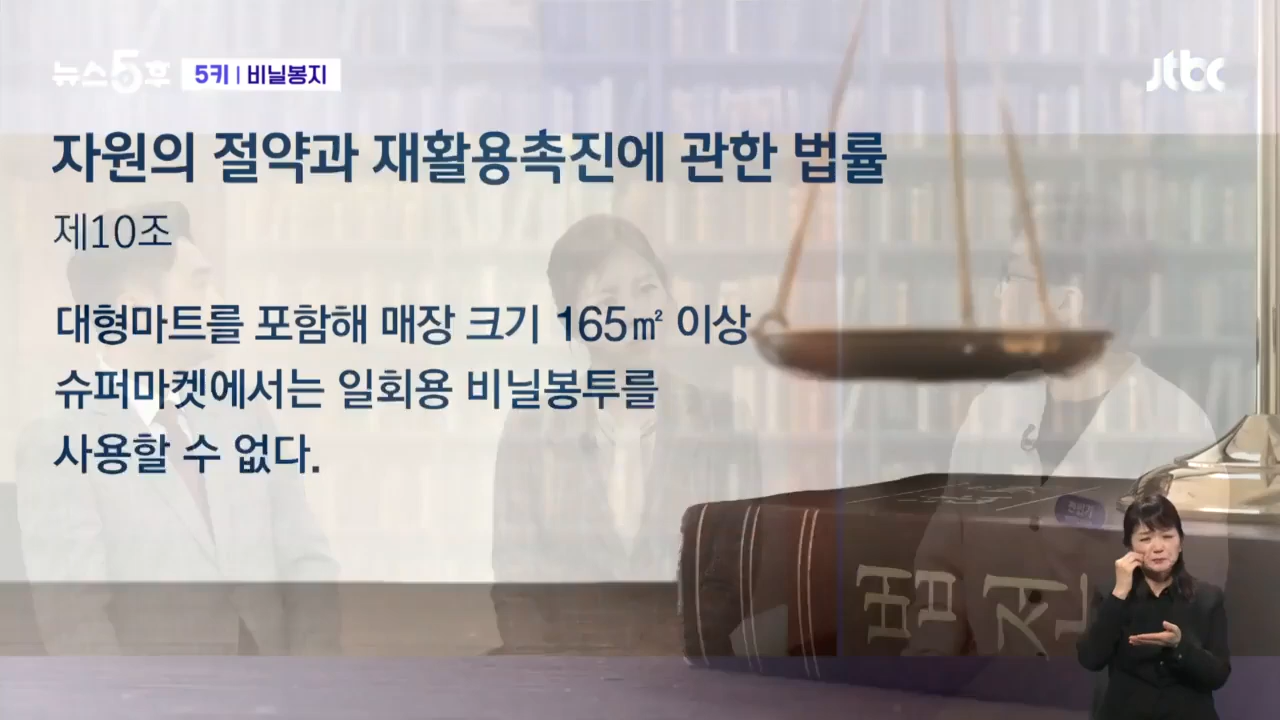 뉴스5후 5키 | 비닐봉지
jtbc
자원의 절약과 재활용촉진에 관한 법률
제10조
대형마트를 포함해 매장 크기 165㎡ 이상
슈퍼마켓에서는 일회용 비닐봉투를
사용할 수 없다.
법전